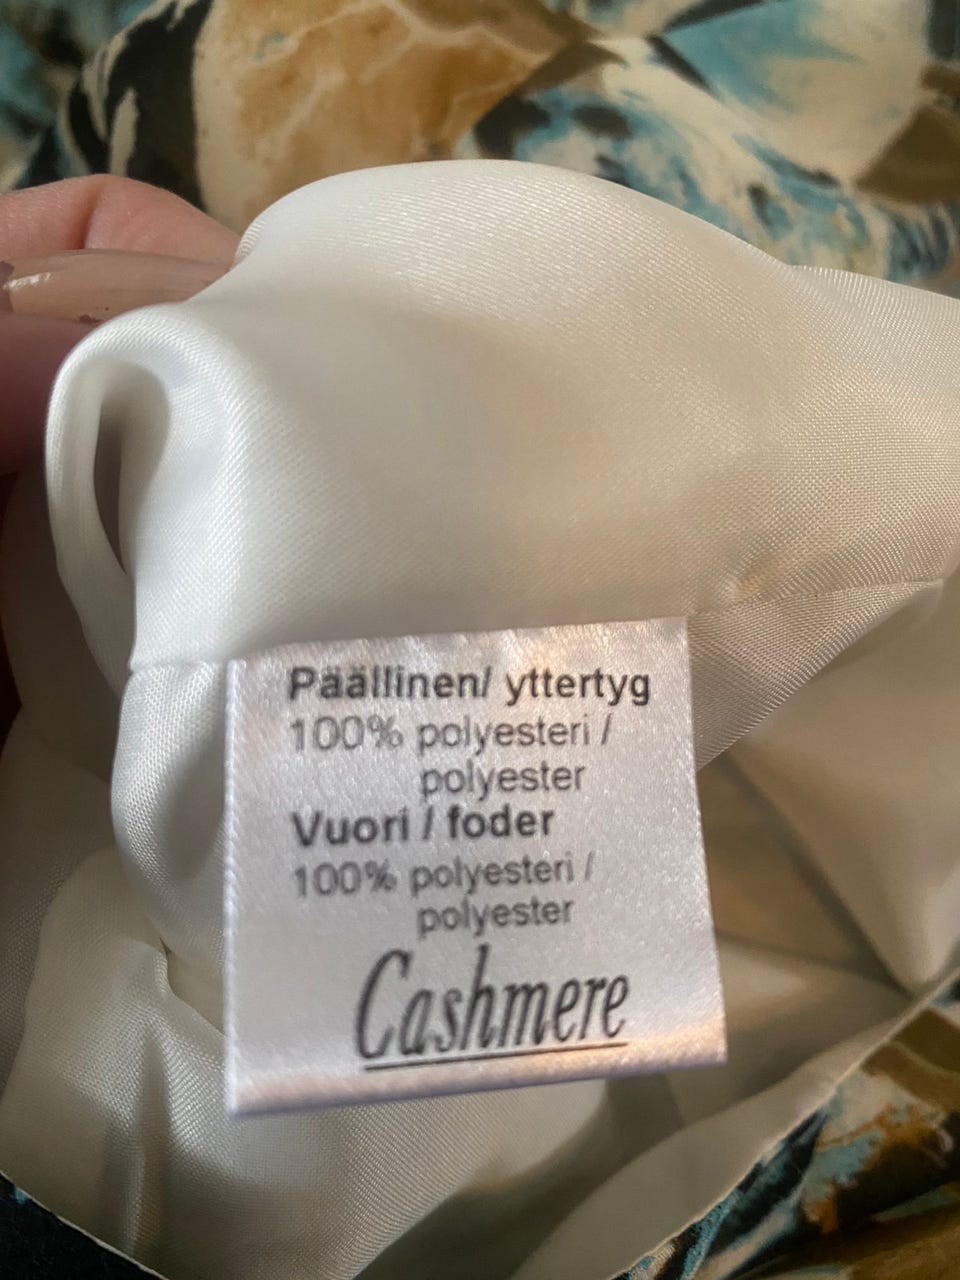 Päällinen/ yttertyg
100% polyesteri /
polyester
Vuori / foder
100% polyesteri /
polyester
Cashmere